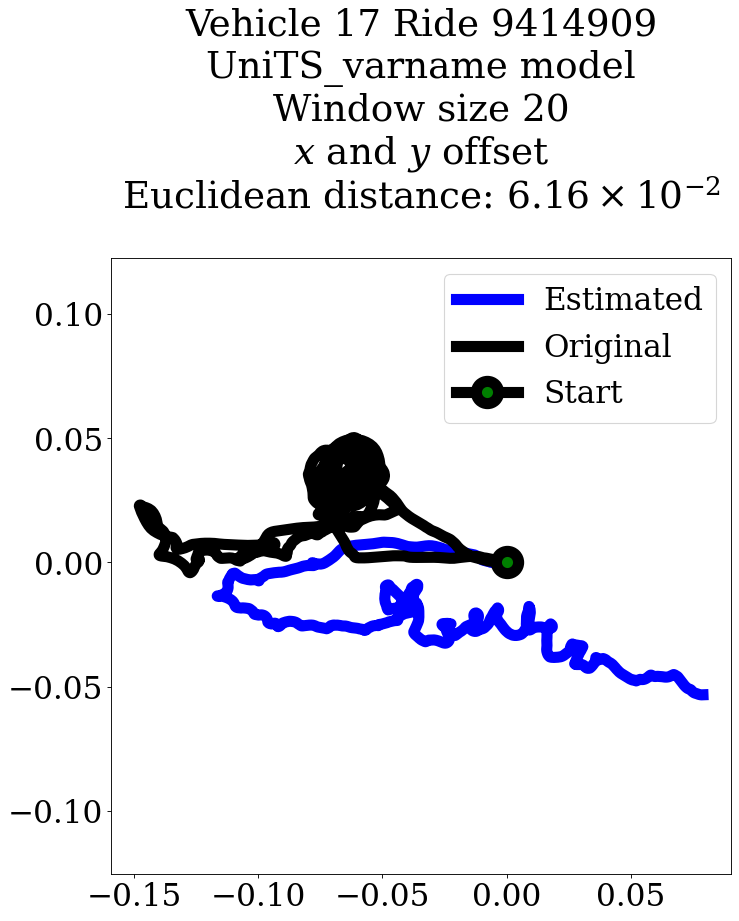 Vehicle 17 Ride 9414909
UniTS_varname model
Window size 20
x and y offset
Euclidean distance: 6.16 × 10⁻²
Estimated
Original
Start
0.10
0.05
0.00
−0.05
−0.10
−0.15 −0.10 −0.05 0.00 0.05